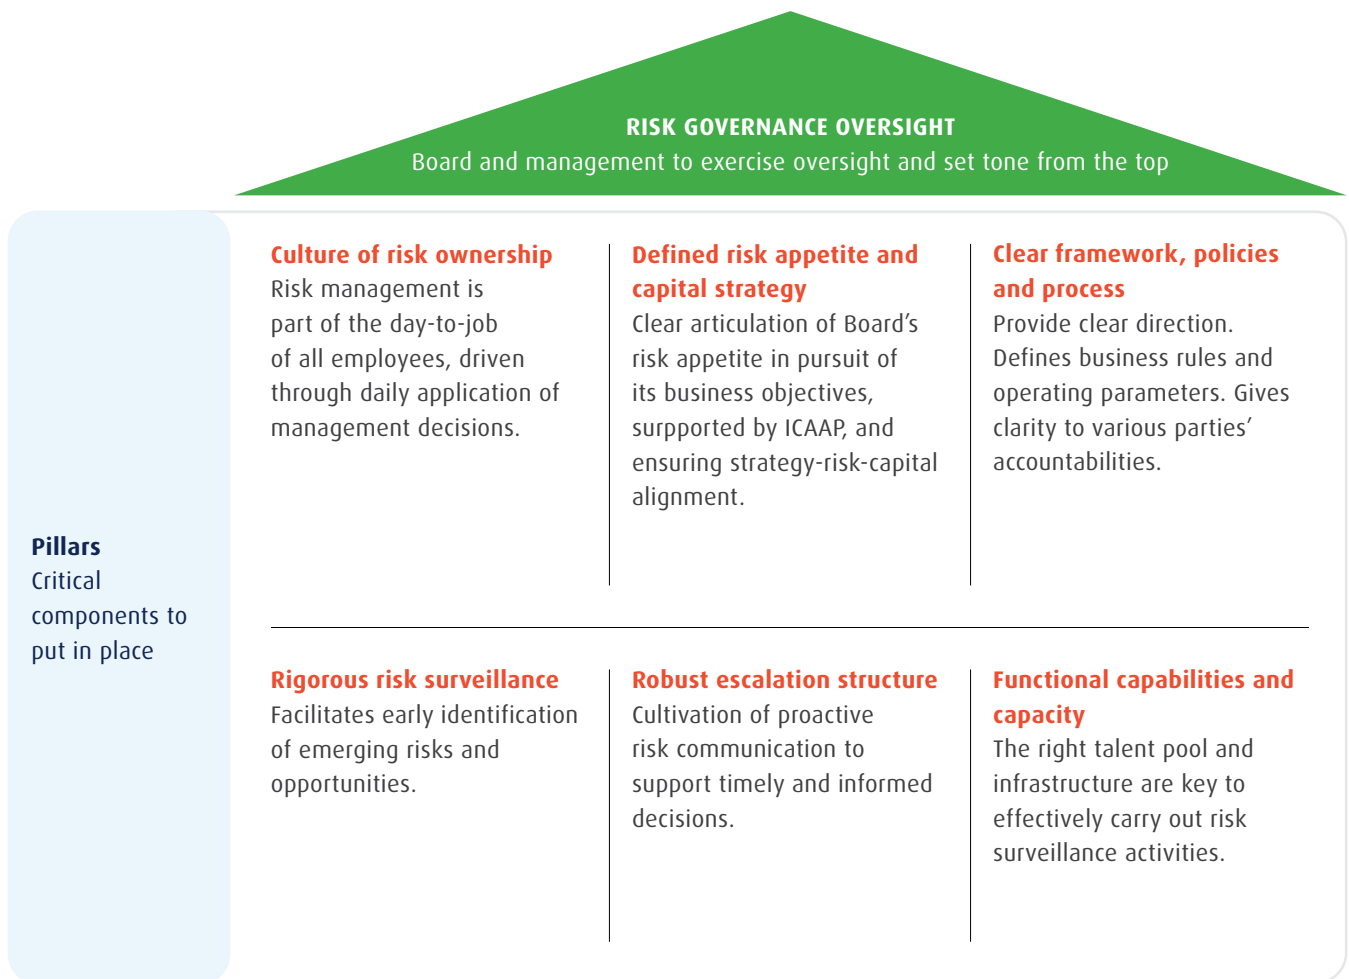 RISK GOVERNANCE OVERSIGHT
Board and management to exercise oversight and set tone from the top
Pillars
Critical
components to
put in place
Culture of risk ownership
Risk management is
part of the day-to-job
of all employees, driven
through daily application of
management decisions.
Defined risk appetite and
capital strategy
Clear articulation of Board’s
risk appetite in pursuit of
its business objectives,
surpported by ICAAP, and
ensuring strategy-risk-capital
alignment.
Clear framework, policies
and process
Provide clear direction.
Defines business rules and
operating parameters. Gives
clarity to various parties’
accountabilities.
Rigorous risk surveillance
Facilitates early identification
of emerging risks and
opportunities.
Robust escalation structure
Cultivation of proactive
risk communication to
support timely and informed
decisions.
Functional capabilities and
capacity
The right talent pool and
infrastructure are key to
effectively carry out risk
surveillance activities.